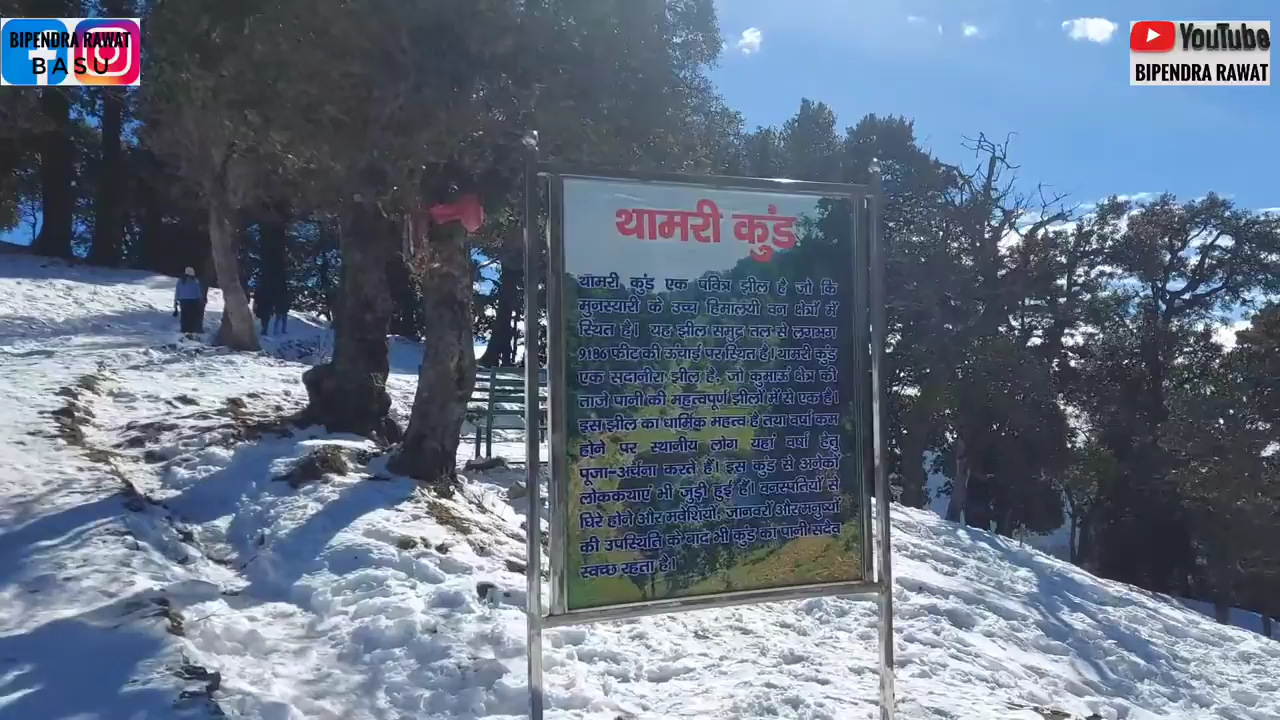 BIPENDRA RAWAT
BASU
YouTube
BIPENDRA RAWAT
थामरी कुंड
थामरी कुंड एक पवित्र झील है जो कि
मुनस्यारी के उच्च हिमालयी वन क्षेत्रों में
स्थित है। यह झील समुद्र तल से लगभग
9186 फीट की ऊंचाई पर स्थित है। थामरी कुंड
एक सदानीरा झील है, जो कुमाऊं क्षेत्र की
ताजे पानी की महत्वपूर्ण झीलों में से एक है।
इस झील का धार्मिक महत्व है तथा वर्षा कम
होने पर स्थानीय लोग यहां वर्षा हेतु
पूजा-अर्चना करते हैं। इस कुंड से अनेकों
लोककथाएं भी जुड़ी हुई हैं। वनस्पतियों से
घिरे होने और मवेशियों, जानवरों और मनुष्यों
की उपस्थिति के बाद भी कुंड का पानी सदैव
स्वच्छ रहता है।